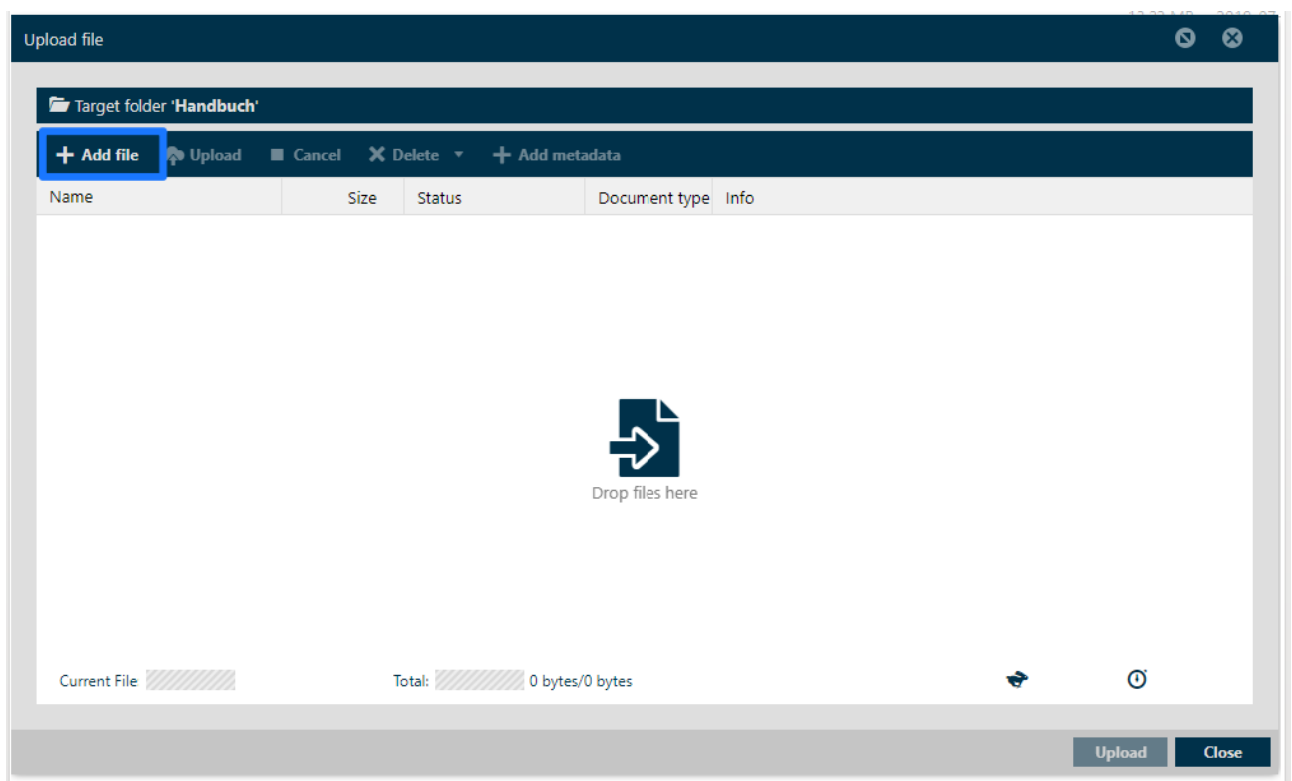 Upload file
Target folder 'Handbuch'
Add file Upload Cancel Delete Add metadata
Name Size Status Document type Info
Drop files here
Current File Total: 0 bytes/0 bytes
Upload Close